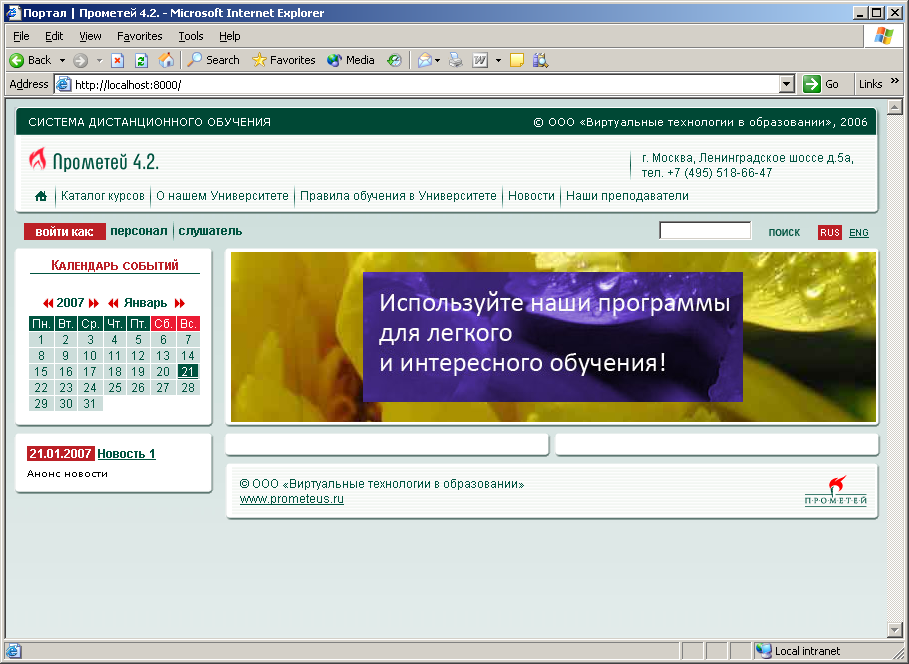 Портал | Прометей 4.2. - Microsoft Internet Explorer
File Edit View Favorites Tools Help
Back Search Favorites Media
Address http://localhost:8000/ Go Links »
СИСТЕМА ДИСТАНЦИОННОГО ОБУЧЕНИЯ © ООО «Виртуальные технологии в образовании», 2006
Прометей 4.2.
г. Москва, Ленинградское шоссе д.5а,
тел. +7 (495) 518-66-47
Каталог курсов О нашем Университете Правила обучения в Университете Новости Наши преподаватели
войти как: персонал слушатель ПОИСК RUS ENG
КАЛЕНДАРЬ СОБЫТИЙ
2007 Январь
Пн. Вт. Ср. Чт. Пт. Сб. Вс.
1 2 3 4 5 6 7
8 9 10 11 12 13 14
15 16 17 18 19 20 21
22 23 24 25 26 27 28
29 30 31
Используйте наши программы
для легкого
и интересного обучения!
21.01.2007 Новость 1
Анонс новости
© ООО «Виртуальные технологии в образовании»
www.prometeus.ru
ПРОМЕТЕЙ
Local intranet